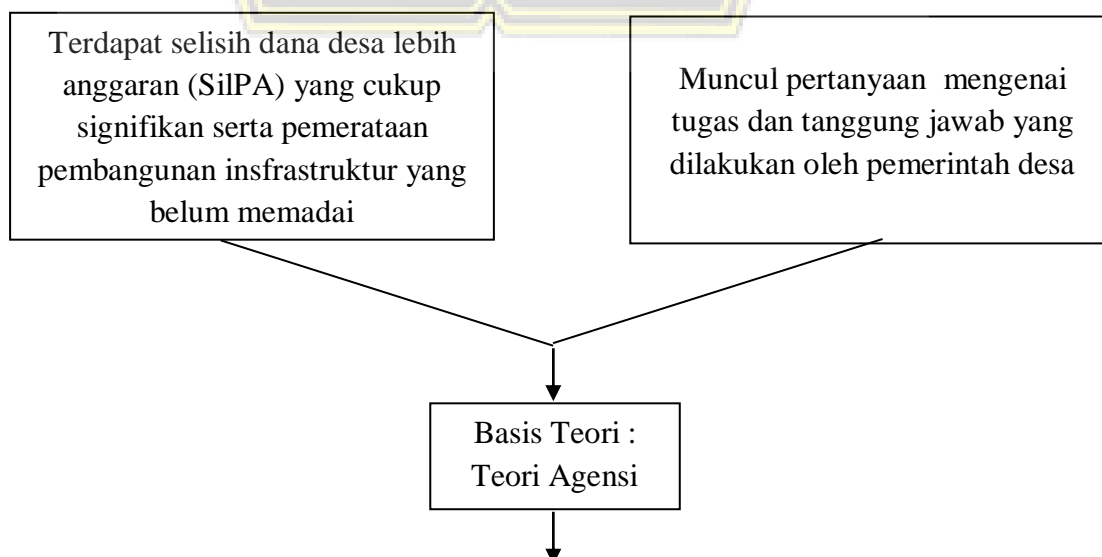 Terdapat selisih dana desa lebih
anggaran (SilPA) yang cukup
signifikan serta pemerataan
pembangunan insfrastruktur yang
belum memadai
Muncul pertanyaan mengenai
tugas dan tanggung jawab yang
dilakukan oleh pemerintah desa
Basis Teori :
Teori Agensi